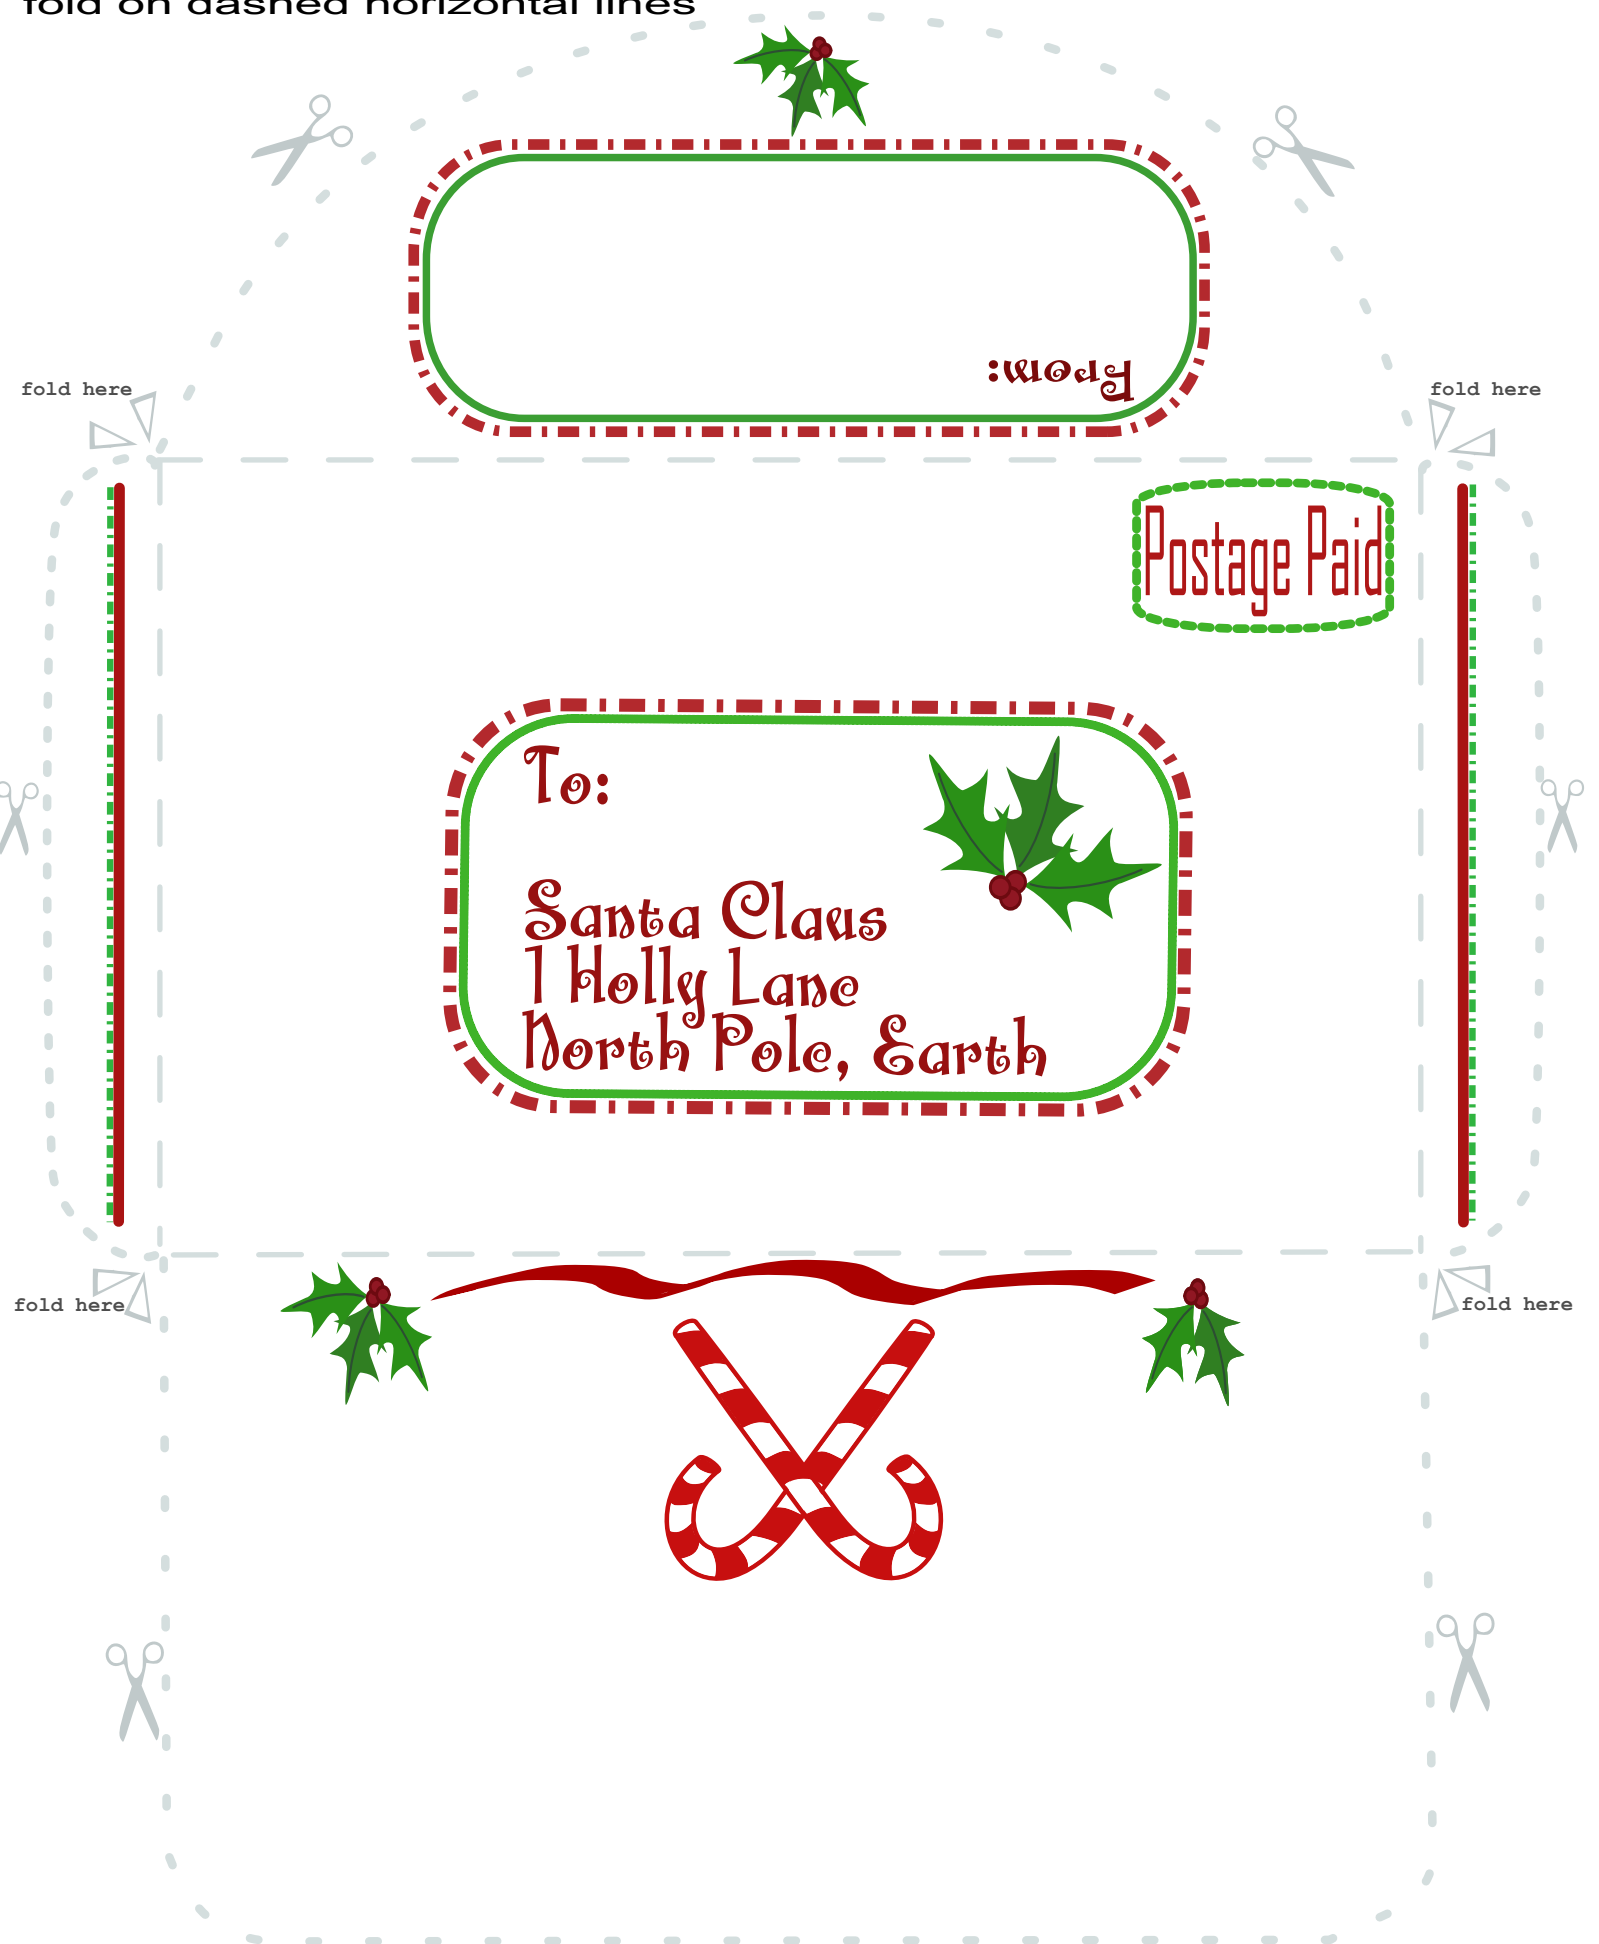 fold on dashed horizontal lines
From:
fold here
fold here
Postage Paid
To:
Santa Claus
1 Holly Lane
North Pole, Earth
fold here
fold here